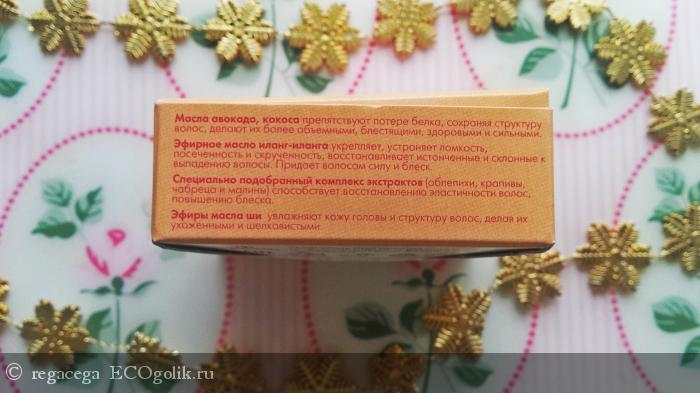 Масла авокадо, кокоса препятствуют потере белка, сохраняя структуру
волос, делают их более объемными, блестящими, здоровыми и сильными.
Эфирное масло иланг-иланга укрепляет, устраняет ломкость,
посеченность и скрученность, восстанавливает истонченные и склонные к
выпадению волосы. Придает волосам силу и блеск.
Специально подобранный комплекс экстрактов (облепихи, крапивы,
чабреца и малины) способствует восстановлению эластичности волос,
повышению блеска.
Эфиры масла ши увлажняют кожу головы и структуру волос, делая их
ухоженными и шелковистыми.
© regacega ECOgolik.ru